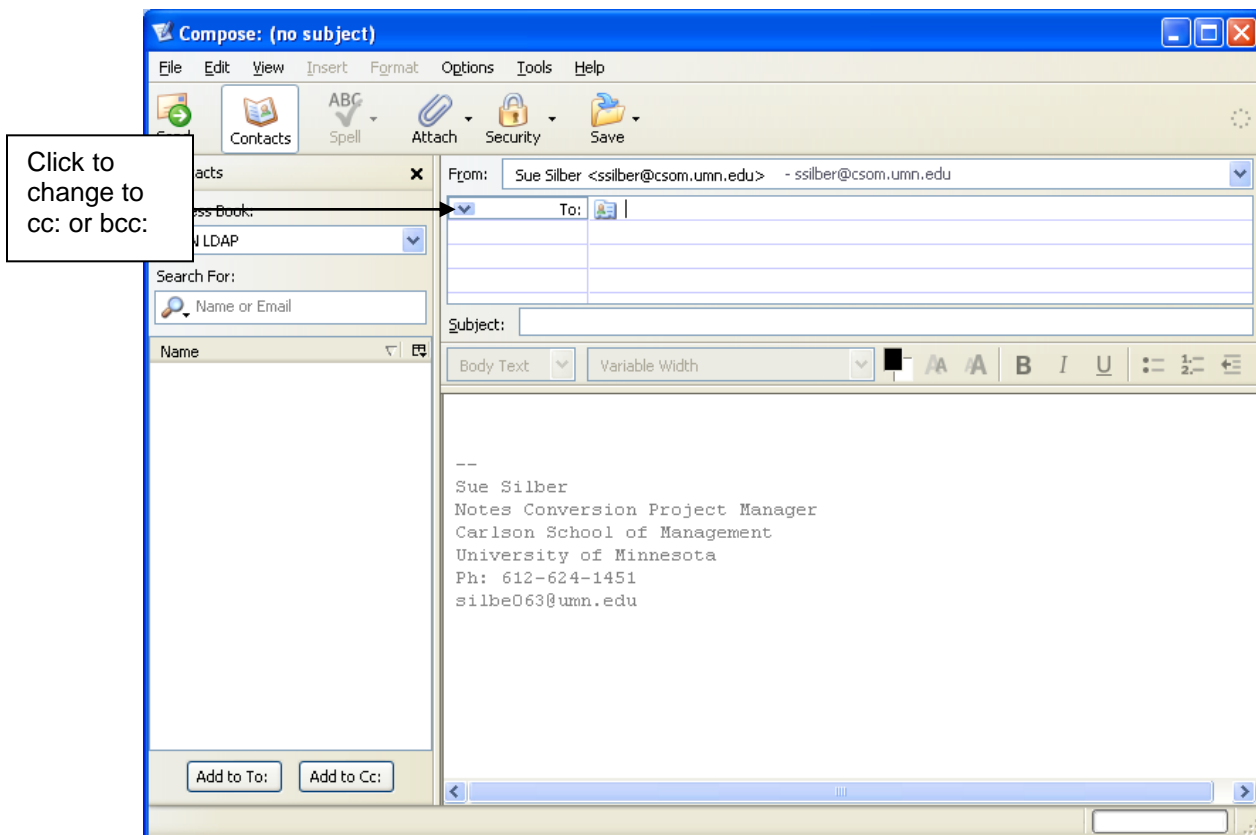 Compose: (no subject)
File Edit View Insert Format Options Tools Help
ABC
Contacts Spell Attach Security Save
Click to
change to
cc: or bcc:
acts
Book:
LDAP
Search For:
Name or Email
Name
Add to To: Add to Cc:
From: Sue Silber <ssilber@csom.umn.edu> - ssilber@csom.umn.edu
To:
Subject:
Body Text Variable Width B I U
--
Sue Silber
Notes Conversion Project Manager
Carlson School of Management
University of Minnesota
Ph: 612-624-1451
silbe063@umn.edu